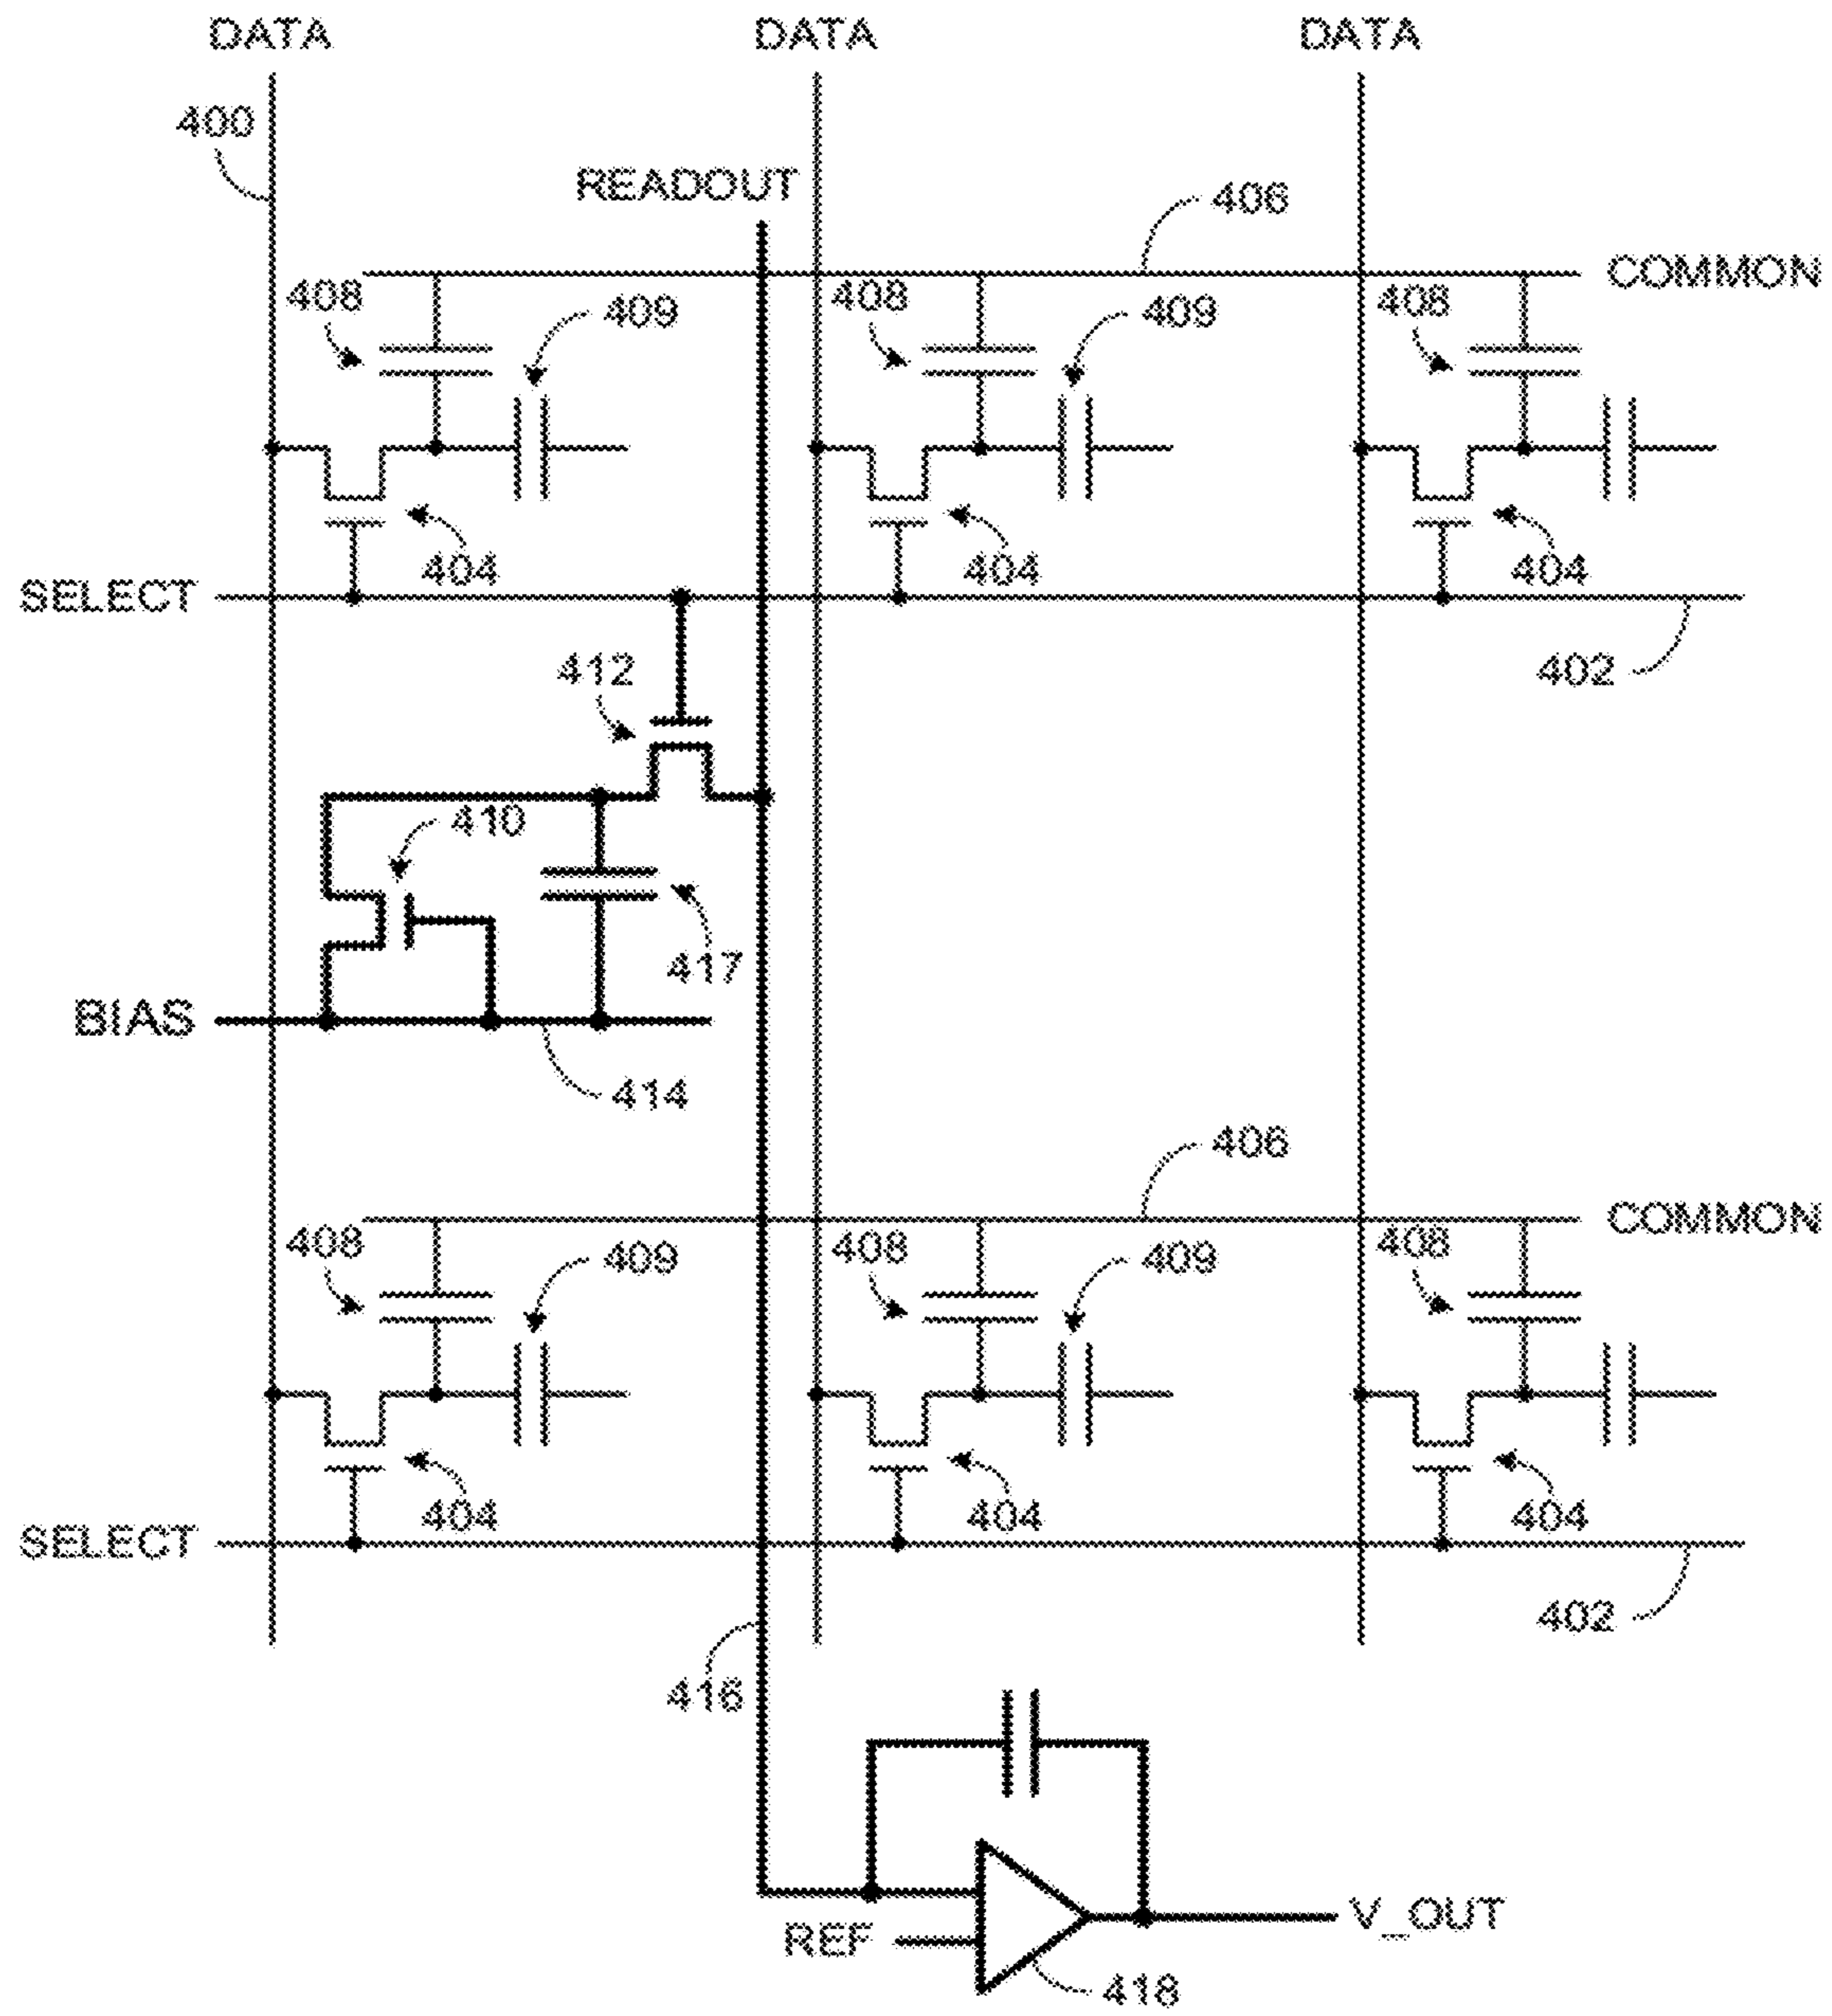 DATA DATA DATA
400
READOUT
406
COMMON
408 409 408 409 408
404 404 404
SELECT
412 402
410
417
BIAS
414
406
COMMON
408 409 408 409 408
404 404 404
SELECT
402
416
V_OUT
REF
418